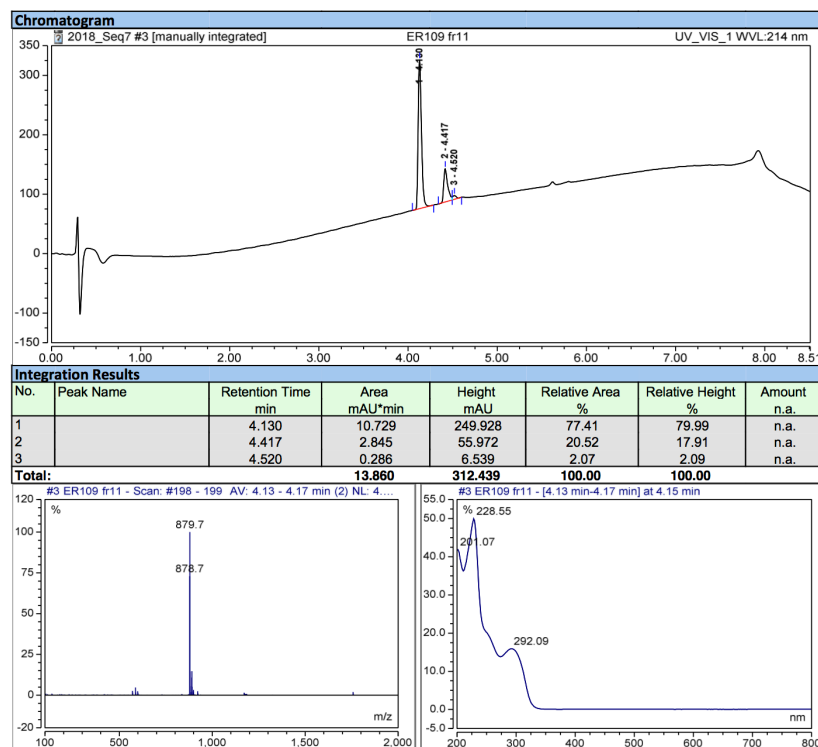 Chromatogram
2018_Seq7 #3 [manually integrated] ER109 fr11 UV_VIS_1 WVL:214 nm
350
300
250
200
150
100
50
0
-50
-100
-150
1 - 4.130
2 - 4.417
3 - 4.520
0.00 1.00 2.00 3.00 4.00 5.00 6.00 7.00 8.00 8.51
Integration Results
No. Peak Name Retention Time Area Height Relative Area Relative Height Amount
min mAU*min mAU % % n.a.
1 4.130 10.729 249.928 77.41 79.99 n.a.
2 4.417 2.845 55.972 20.52 17.91 n.a.
3 4.520 0.286 6.539 2.07 2.09 n.a.
Total: 13.860 312.439 100.00 100.00
#3 ER109 fr11 - Scan: #198 - 199 AV: 4.13 - 4.17 min (2) NL: 4....
120
100
75
50
25
0
-20
%
879.7
878.7
m/z
100 500 1,000 1,500 2,000
#3 ER109 fr11 - [4.13 min-4.17 min] at 4.15 min
55.0
40.0
30.0
20.0
10.0
0.0
-5.0
% 228.55
201.07
292.09
nm
200 300 400 500 600 700 800